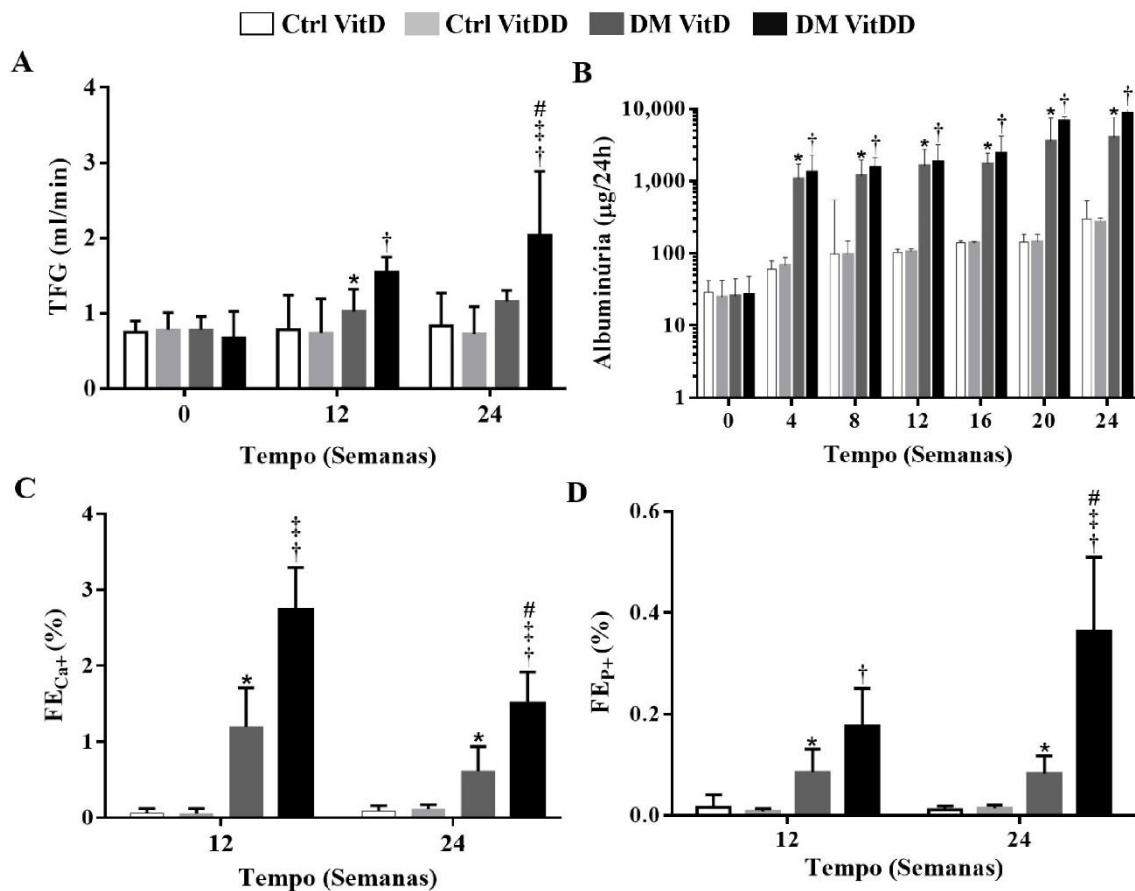 Ctrl VitD Ctrl VitDD DM VitD DM VitDD
A
TFG (ml/min)
4
3
2
1
0
*
†
#
‡
‡
†
0 12 24
Tempo (Semanas)
B
Albuminúria (µg/24h)
10,000
1,000
100
10
1
* † * † * † * † * † * †
0 4 8 12 16 20 24
Tempo (Semanas)
C
FE Ca+ (%)
4
3
2
1
0
*
‡
‡
†
*
#
‡
‡
†
12 24
Tempo (Semanas)
D
FE P+ (%)
0.6
0.4
0.2
0.0
*
†
*
#
‡
‡
†
12 24
Tempo (Semanas)